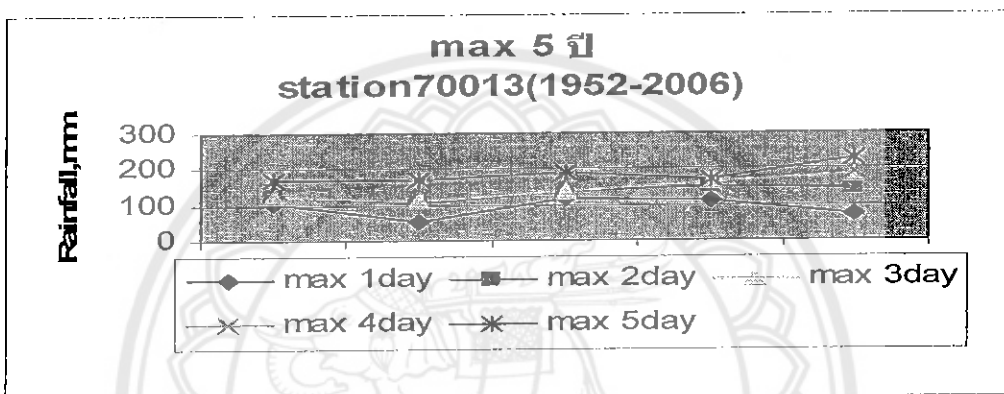 max 5 ปี
station70013(1952-2006)
Rainfall,mm
300
200
100
0
max 1day
max 2day
max 3day
max 4day
max 5day